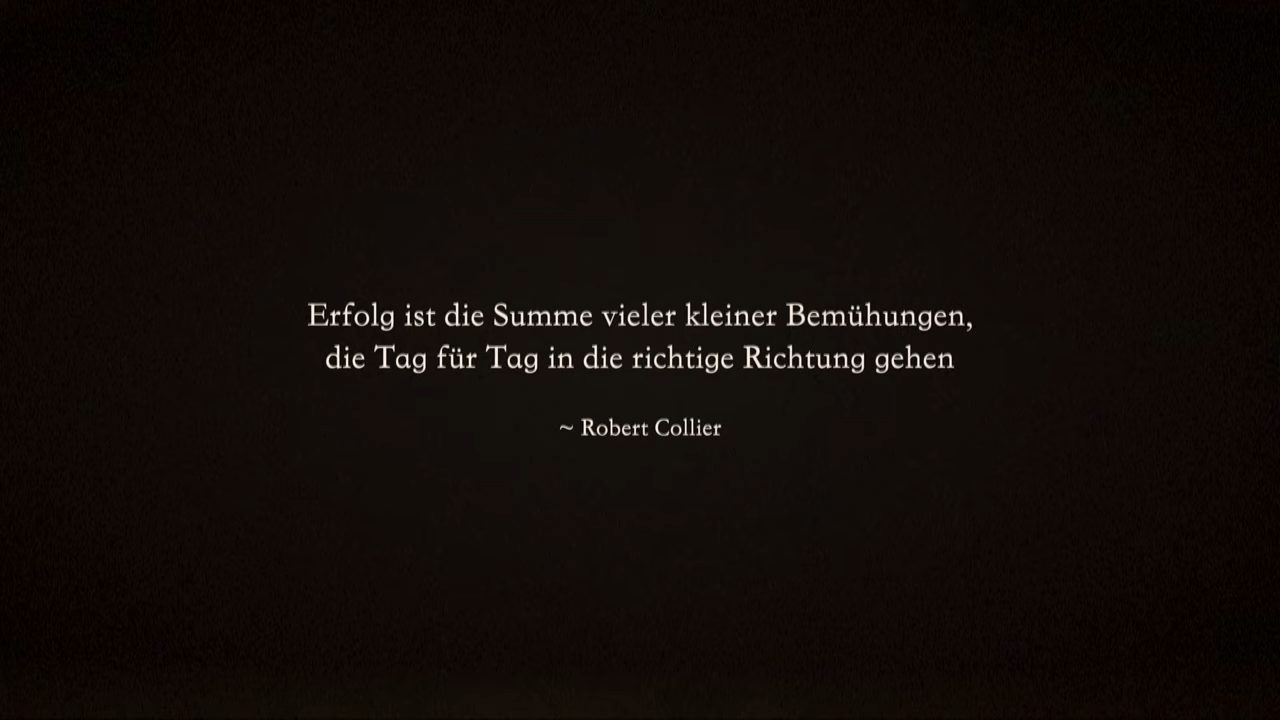 Erfolg ist die Summe vieler kleiner Bemühungen,
die Tag für Tag in die richtige Richtung gehen
~ Robert Collier